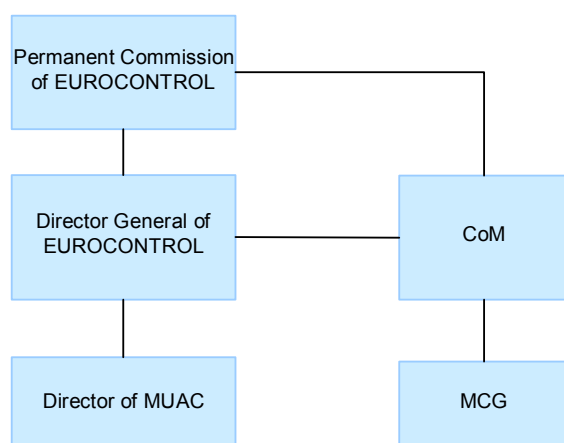 Permanent Commission
of EUROCONTROL
Director General of
EUROCONTROL
CoM
Director of MUAC
MCG